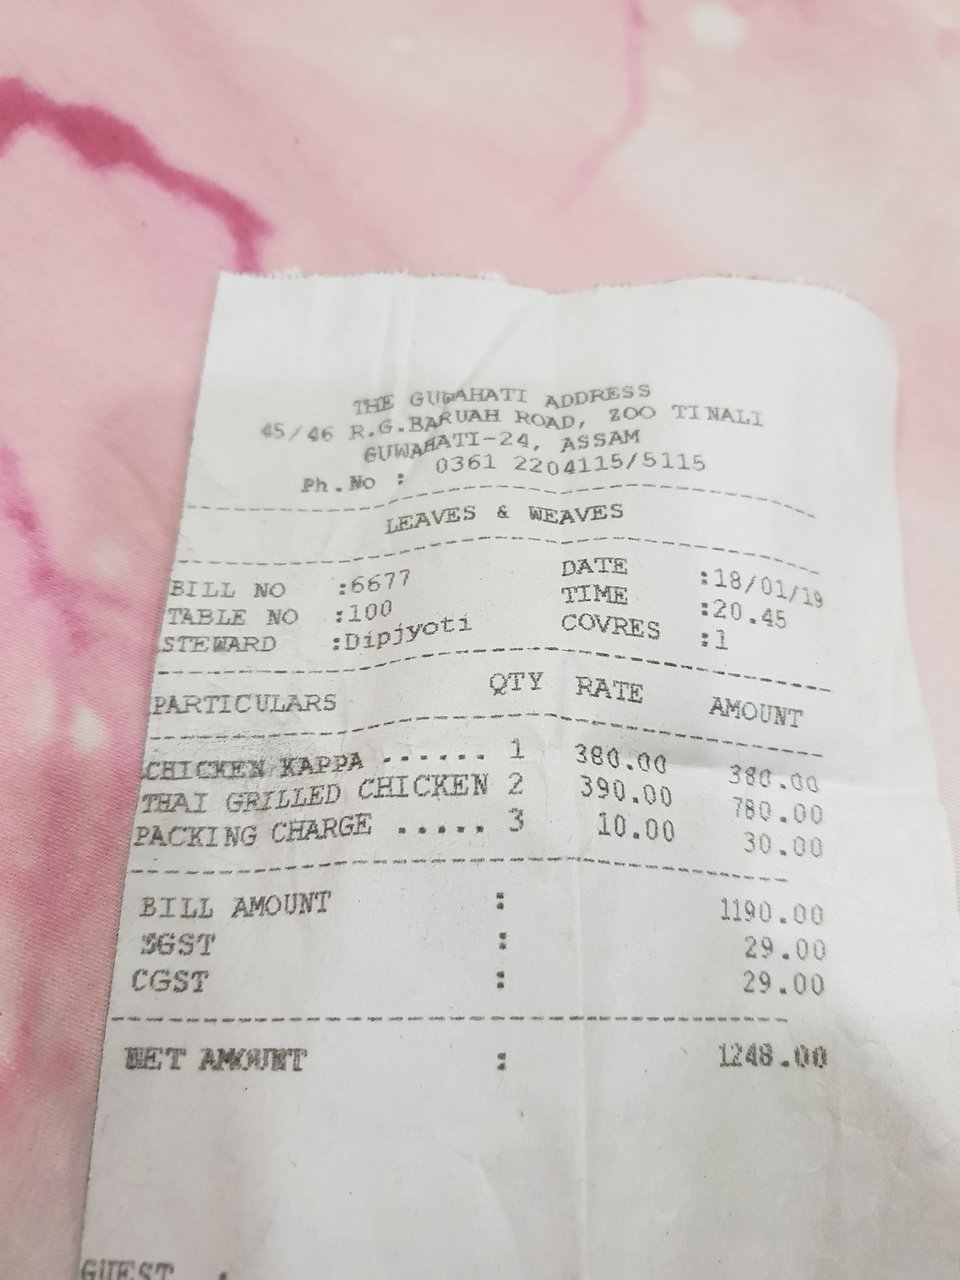 THE GUWAHATI ADDRESS
45/46 R.G.BARUAH ROAD, ZOO TINALI
GUWAHATI-24, ASSAM
Ph.No : 0361 2204115/5115
LEAVES & WEAVES
BILL NO :6677 DATE :18/01/19
TABLE NO :100 TIME :20.45
STEWARD :Dipjyoti COVRES :1
PARTICULARS QTY RATE AMOUNT
CHICKEN KAPPA ...... 1 380.00 380.00
THAI GRILLED CHICKEN 2 390.00 780.00
PACKING CHARGE ..... 3 10.00 30.00
BILL AMOUNT : 1190.00
SGST : 29.00
CGST : 29.00
NET AMOUNT : 1248.00
GUEST :